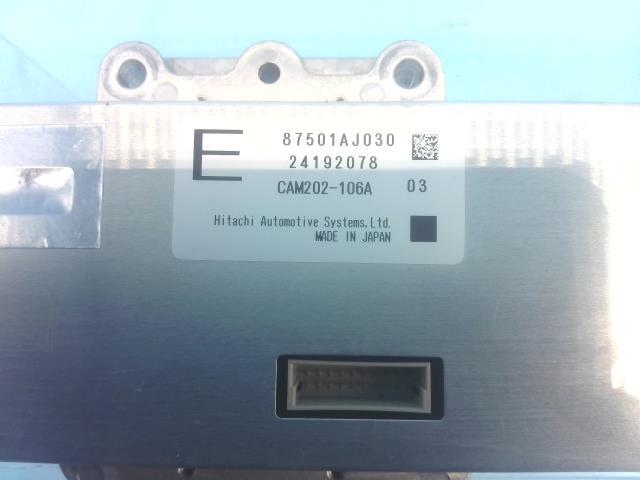 E
87501AJ030
24192078
CAM202-106A 03
Hitachi Automotive Systems,Ltd.
MADE IN JAPAN